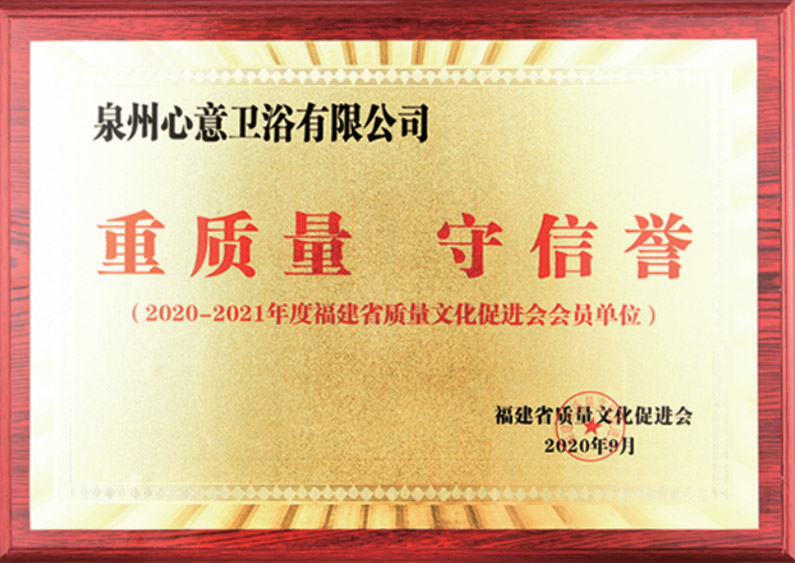 泉州心意卫浴有限公司
重质量 守信誉
(2020-2021年度福建省质量文化促进会会员单位)
福建省质量文化促进会
2020年9月